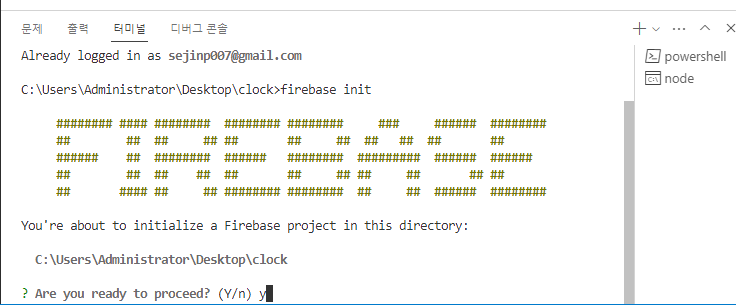 문제 출력 터미널 디버그 콘솔
Already logged in as sejinp007@gmail.com
C:\Users\Administrator\Desktop\clock>firebase init
######## #### ######## ######## ######## ### ###### ########
## ## ## ## ## ## ## ## ## ## ##
###### ## ######## ###### ######## ######### ###### ######
## ## ## ## ## ## ## ## ## ## ##
## #### ## ## ######## ######## ## ## ###### ########
You're about to initialize a Firebase project in this directory:
C:\Users\Administrator\Desktop\clock
? Are you ready to proceed? (Y/n) y
powershell
node